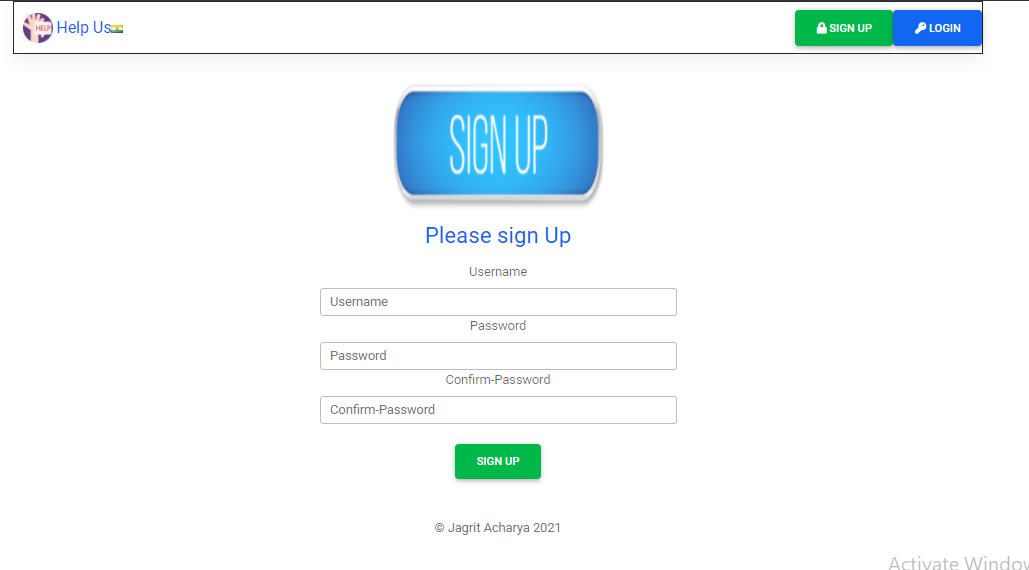 HELP Help Us SIGN UP LOGIN
SIGN UP
Please sign Up
Username
Username
Password
Password
Confirm-Password
Confirm-Password
SIGN UP
© Jagrit Acharya 2021
Activate Window